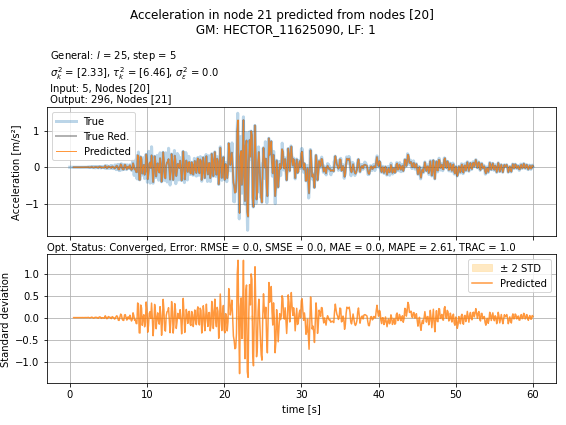 Acceleration in node 21 predicted from nodes [20]
GM: HECTOR_11625090, LF: 1
General: l = 25, step = 5
σ²ₖ = [2.33], τ²ₖ = [6.46], σ²_ε = 0.0
Input: 5, Nodes [20]
Output: 296, Nodes [21]
Acceleration [m/s²]
1
0
−1
True
True Red.
Predicted
Opt. Status: Converged, Error: RMSE = 0.0, SMSE = 0.0, MAE = 0.0, MAPE = 2.61, TRAC = 1.0
Standard deviation
1.0
0.5
0.0
−0.5
−1.0
± 2 STD
Predicted
0 10 20 30 40 50 60
time [s]